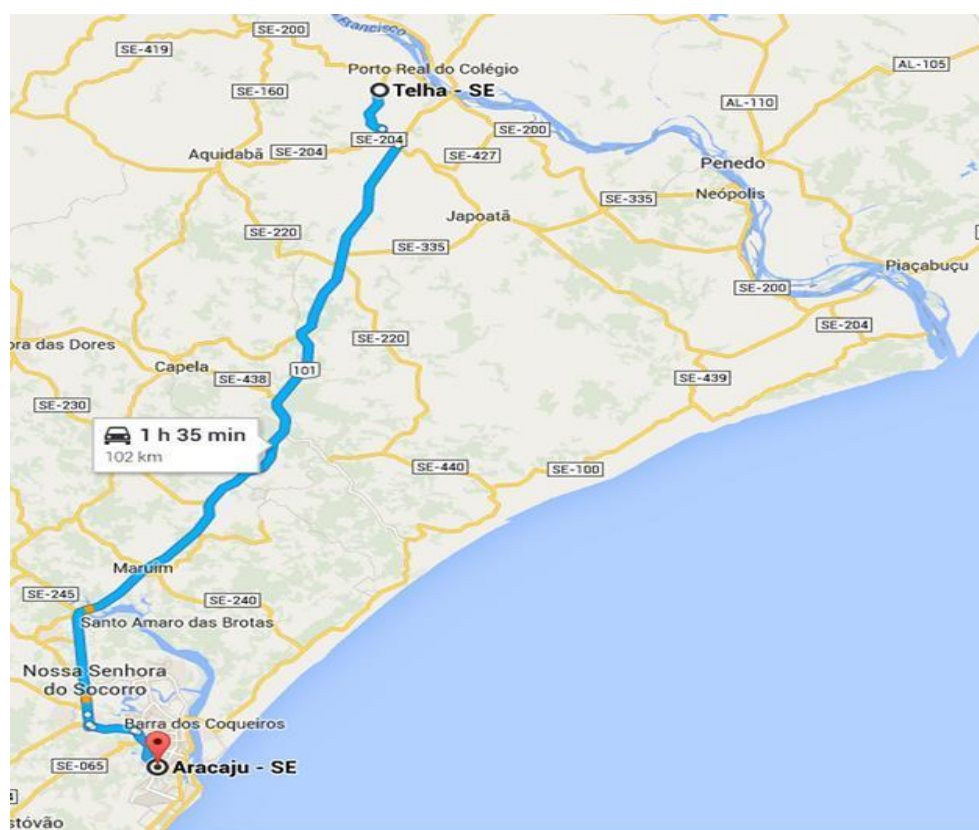 SE-200
Francisco
SE-419
Porto Real do Colégio
AL-105
SE-160
Telha - SE
AL-110
SE-204
SE-200
Aquidabã
SE-204
SE-427
Penedo
SE-335
Neópolis
Japoatã
SE-220
SE-335
Piaçabuçu
SE-200
SE-204
SE-220
ora das Dores
Capela
101
SE-438
SE-439
SE-230
1 h 35 min
102 km
SE-440
SE-100
Maruim
SE-245
SE-240
Santo Amaro das Brotas
Nossa Senhora
do Socorro
Barra dos Coqueiros
SE-065
Aracaju - SE
stóvão